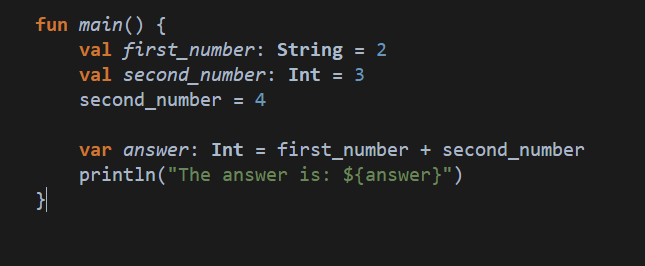 fun main() {
    val first_number: String = 2
    val second_number: Int = 3
    second_number = 4

    var answer: Int = first_number + second_number
    println("The answer is: ${answer}")
}